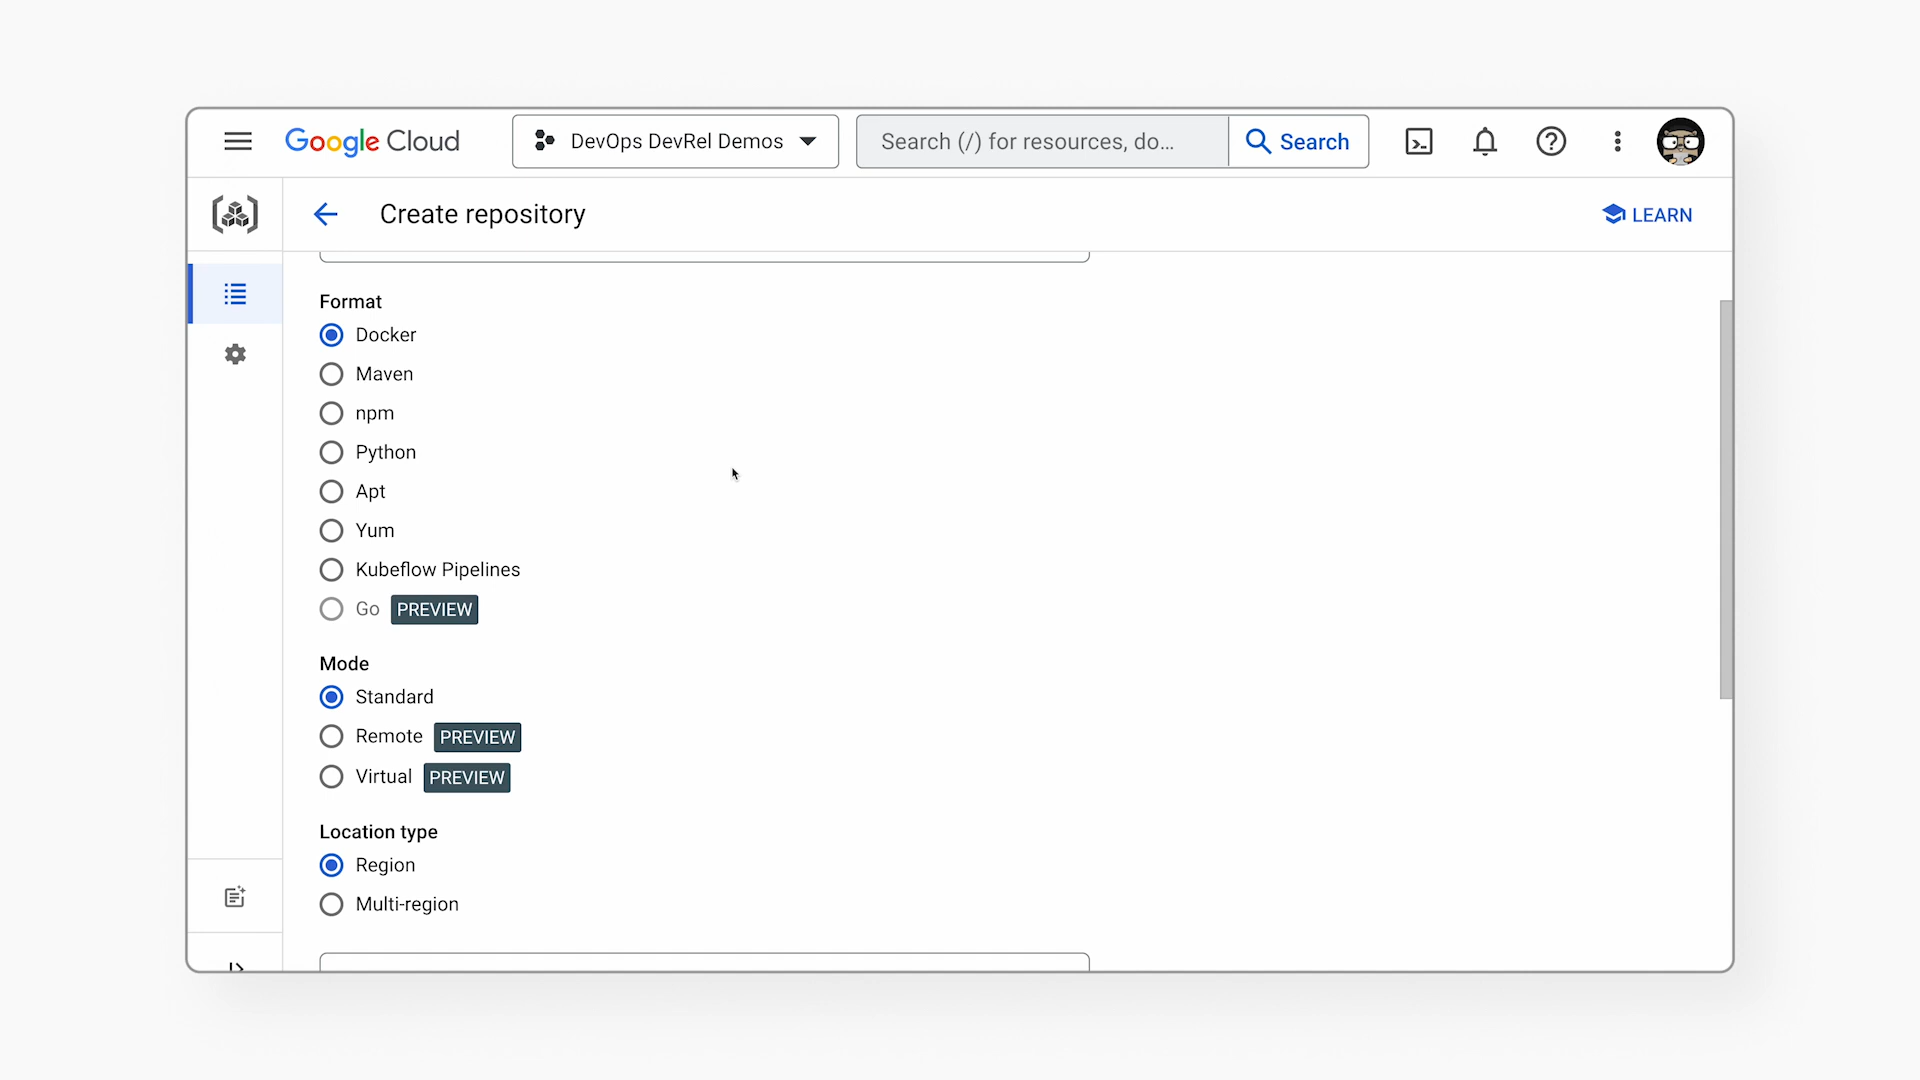 Google Cloud
DevOps DevRel Demos
Search (/) for resources, do...
Search
Create repository
LEARN
Format
Docker
Maven
npm
Python
Apt
Yum
Kubeflow Pipelines
Go PREVIEW
Mode
Standard
Remote PREVIEW
Virtual PREVIEW
Location type
Region
Multi-region